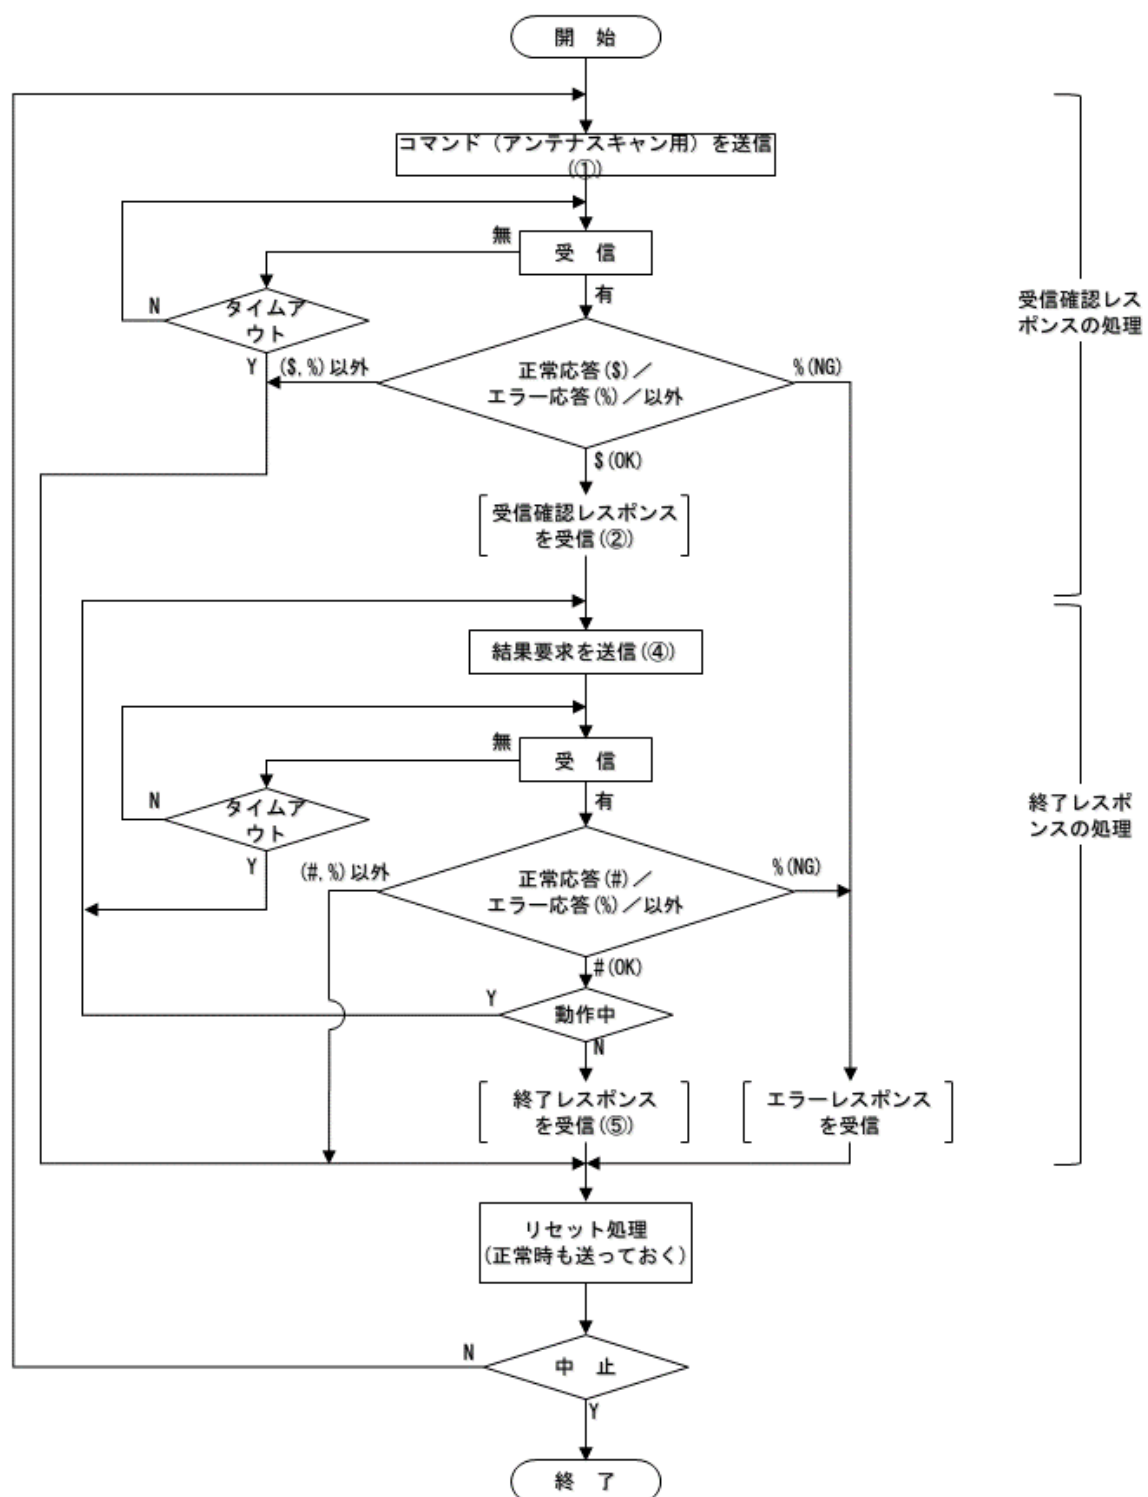 開 始
コマンド（アンテナスキャン用）を送信
(①)
無
受 信
有
N
タイムア
ウト
Y
($,%)以外
正常応答($)／
エラー応答(%)／以外
%(NG)
$(OK)
受信確認レス
ポンスの処理
受信確認レスポンス
を受信(②)
結果要求を送信(④)
無
受 信
有
N
タイムア
ウト
Y
(#,%)以外
正常応答(#)／
エラー応答(%)／以外
%(NG)
#(OK)
終了レスポ
ンスの処理
Y
動作中
N
終了レスポンス
を受信(⑤)
エラーレスポンス
を受信
リセット処理
(正常時も送っておく)
N
中 止
Y
終 了